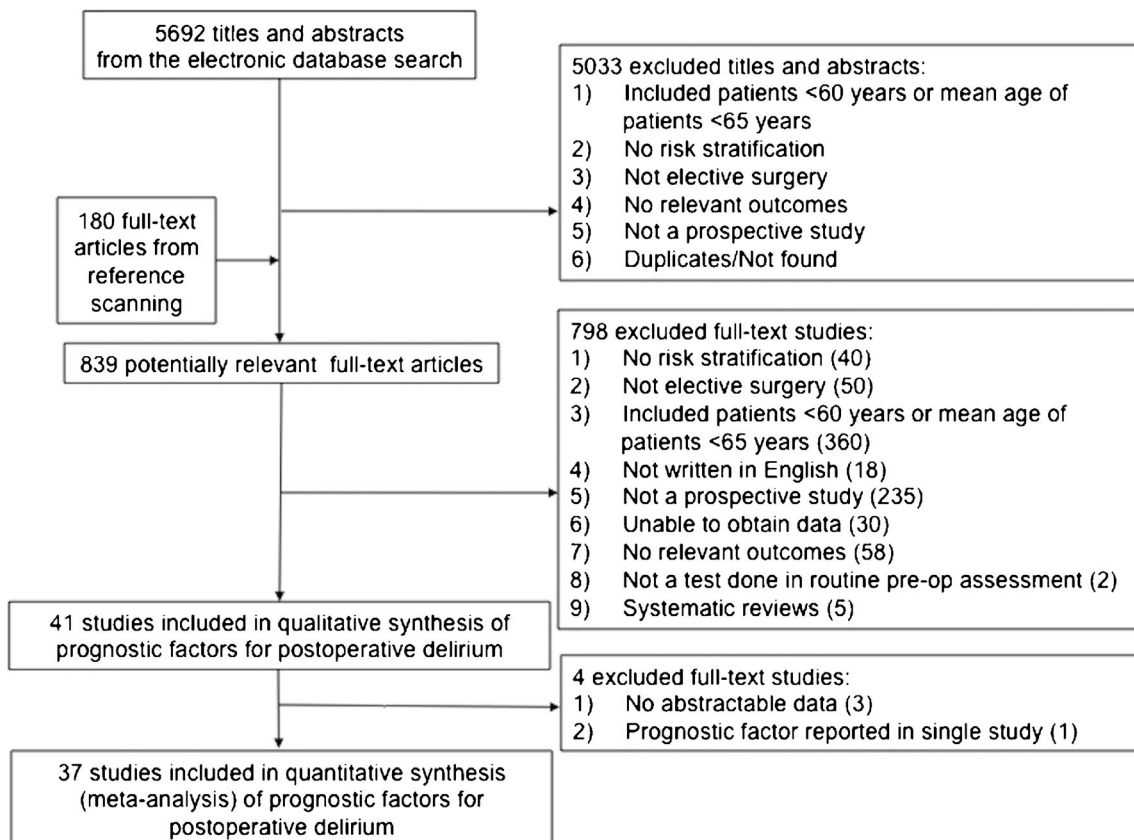 5692 titles and abstracts
from the electronic database search
5033 excluded titles and abstracts:
1) Included patients <60 years or mean age of
patients <65 years
2) No risk stratification
3) Not elective surgery
4) No relevant outcomes
5) Not a prospective study
6) Duplicates/Not found
180 full-text
articles from
reference
scanning
839 potentially relevant full-text articles
798 excluded full-text studies:
1) No risk stratification (40)
2) Not elective surgery (50)
3) Included patients <60 years or mean age of
patients <65 years (360)
4) Not written in English (18)
5) Not a prospective study (235)
6) Unable to obtain data (30)
7) No relevant outcomes (58)
8) Not a test done in routine pre-op assessment (2)
9) Systematic reviews (5)
41 studies included in qualitative synthesis of
prognostic factors for postoperative delirium
4 excluded full-text studies:
1) No abstractable data (3)
2) Prognostic factor reported in single study (1)
37 studies included in quantitative synthesis
(meta-analysis) of prognostic factors for
postoperative delirium